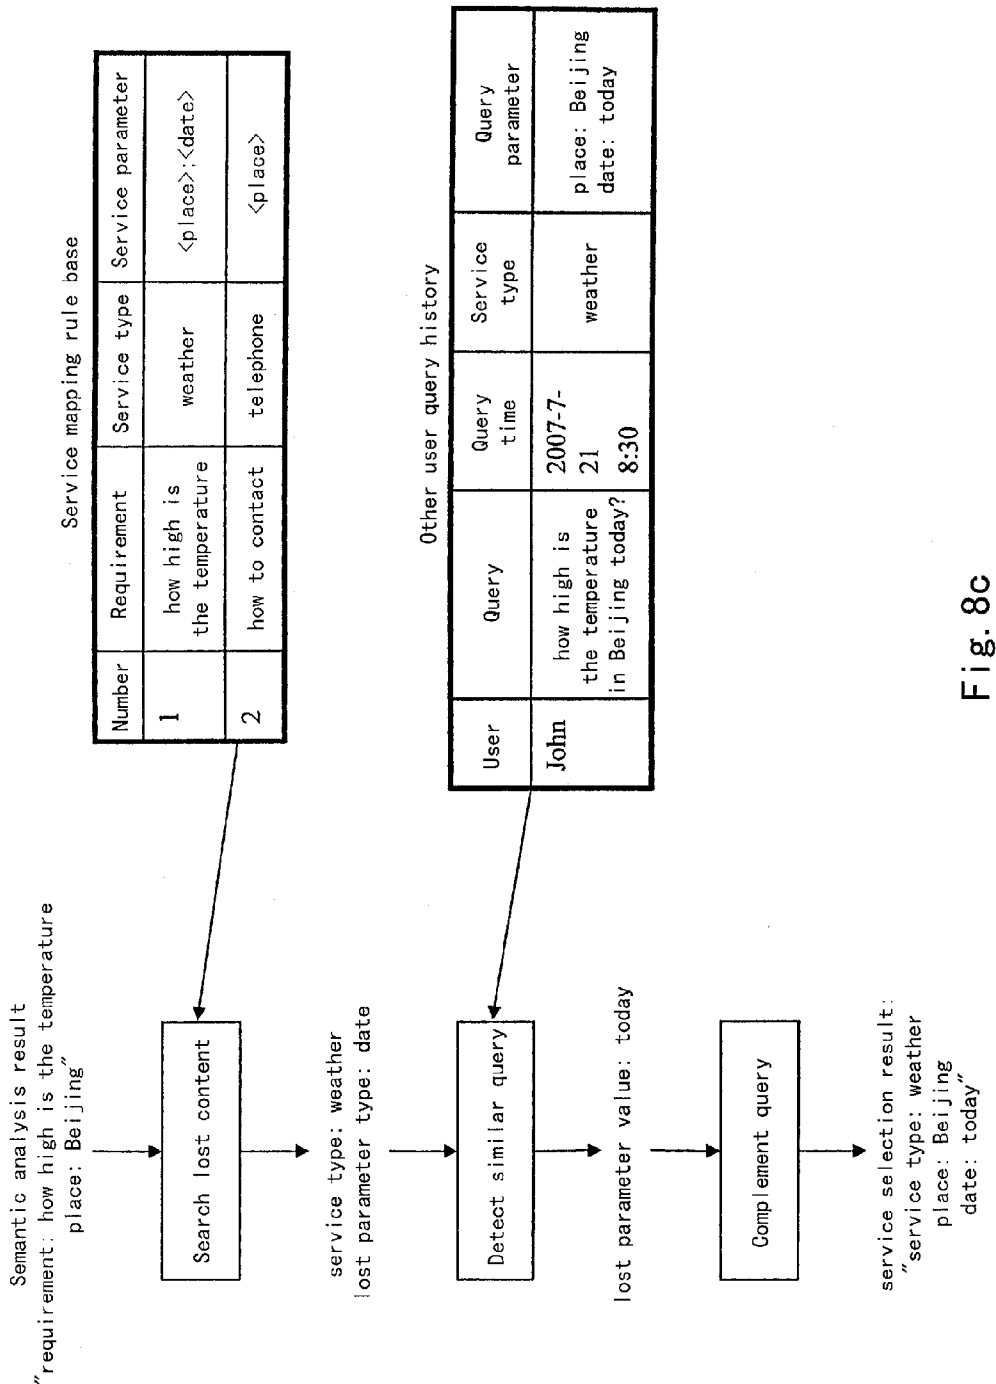 Semantic analysis result
"requirement: how high is the temperature
place: Beijing"
Search lost content
service type: weather
lost parameter type: date
Detect similar query
lost parameter value: today
Complement query
service selection result:
"service type: weather
place: Beijing
date: today"
Service mapping rule base
Number
Requirement
Service type
Service parameter
1
how high is
the temperature
weather
<place>;<date>
2
how to contact
telephone
<place>
Other user query history
User
Query
Query
time
Service
type
Query
parameter
John
how high is
the temperature
in Beijing today?
2007-7-
21
8:30
weather
place: Beijing
date: today
Fig. 8c